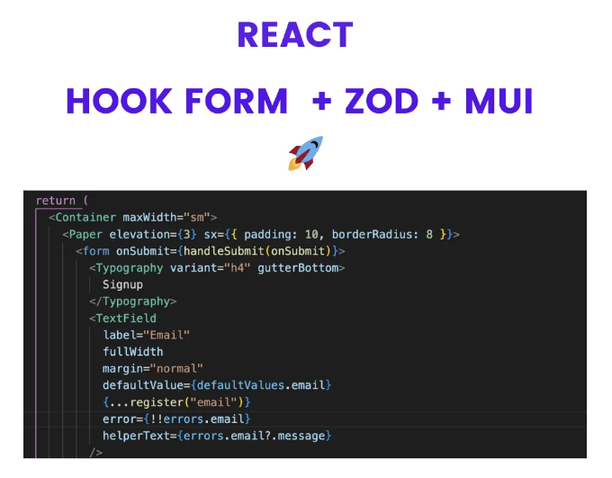 REACT
HOOK FORM + ZOD + MUI
return (
<Container maxWidth="sm">
<Paper elevation={3} sx={{ padding: 10, borderRadius: 8 }}>
<form onSubmit={handleSubmit(onSubmit)}>
<Typography variant="h4" gutterBottom>
Signup
</Typography>
<TextField
label="Email"
fullWidth
margin="normal"
defaultValue={defaultValues.email}
{...register("email")}
error={!!errors.email}
helperText={errors.email?.message}
/>